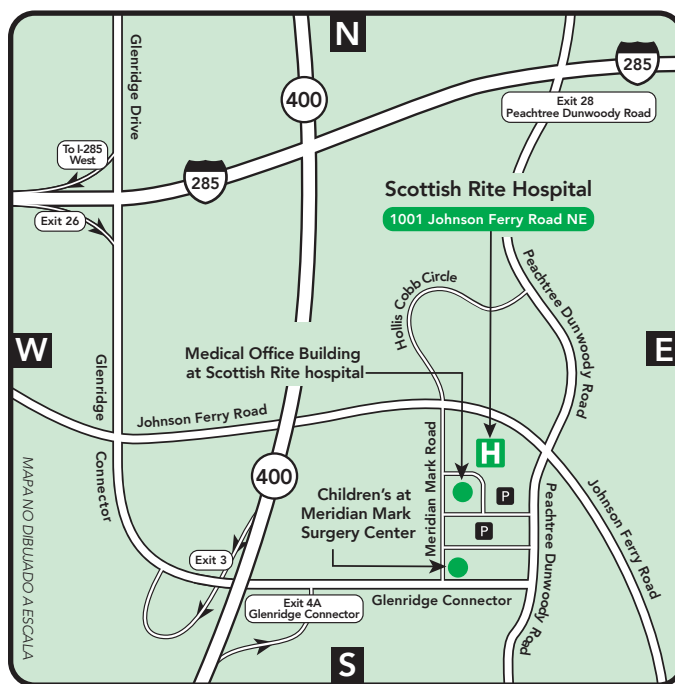 N
Glenridge Drive
400
285
Exit 28
Peachtree Dunwoody Road
To I-285
West
285
Exit 26
Scottish Rite Hospital
1001 Johnson Ferry Road NE
Peachtree Dunwoody Road
Hollis Cobb Circle
W
E
Medical Office Building
at Scottish Rite hospital
Glenridge
Connector
Johnson Ferry Road
Meridian Mark Road
H
400
P
P
Children's at
Meridian Mark
Surgery Center
Peachtree Dunwoody Road
Johnson Ferry Road
MAPA NO DIBUJADO A ESCALA
Exit 3
Exit 4A
Glenridge Connector
Glenridge Connector
S